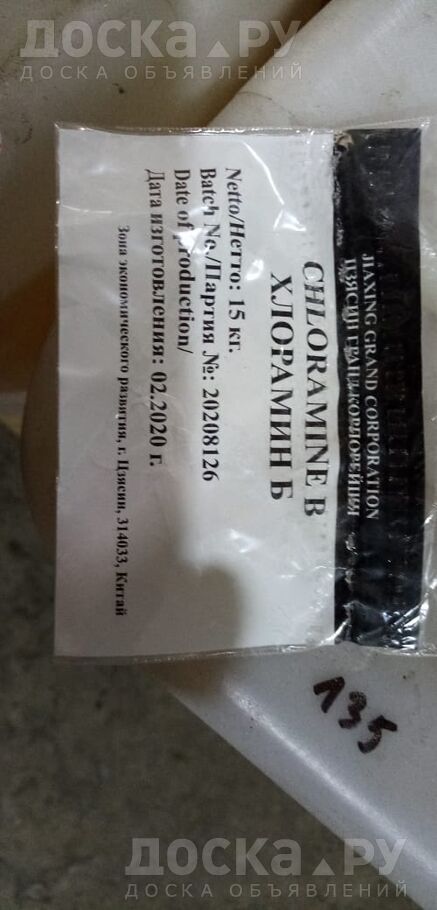 ДОСКА.РУ
ДОСКА ОБЪЯВЛЕНИЙ
JIAXING GRAND CORPORATION
ЦЗЯСИН ГРАНД КОРПОРЕЙШН
CHLORAMINE B
ХЛОРАМИН Б
Netto/Нетто: 15 кг.
Batch No./Партия №: 20208126
Date of production/
Дата изготовления: 02.2020 г.
Зона экономического развития, г. Цзясин, 314033, Китай
135
ДОСКА.РУ
ДОСКА ОБЪЯВЛЕНИЙ